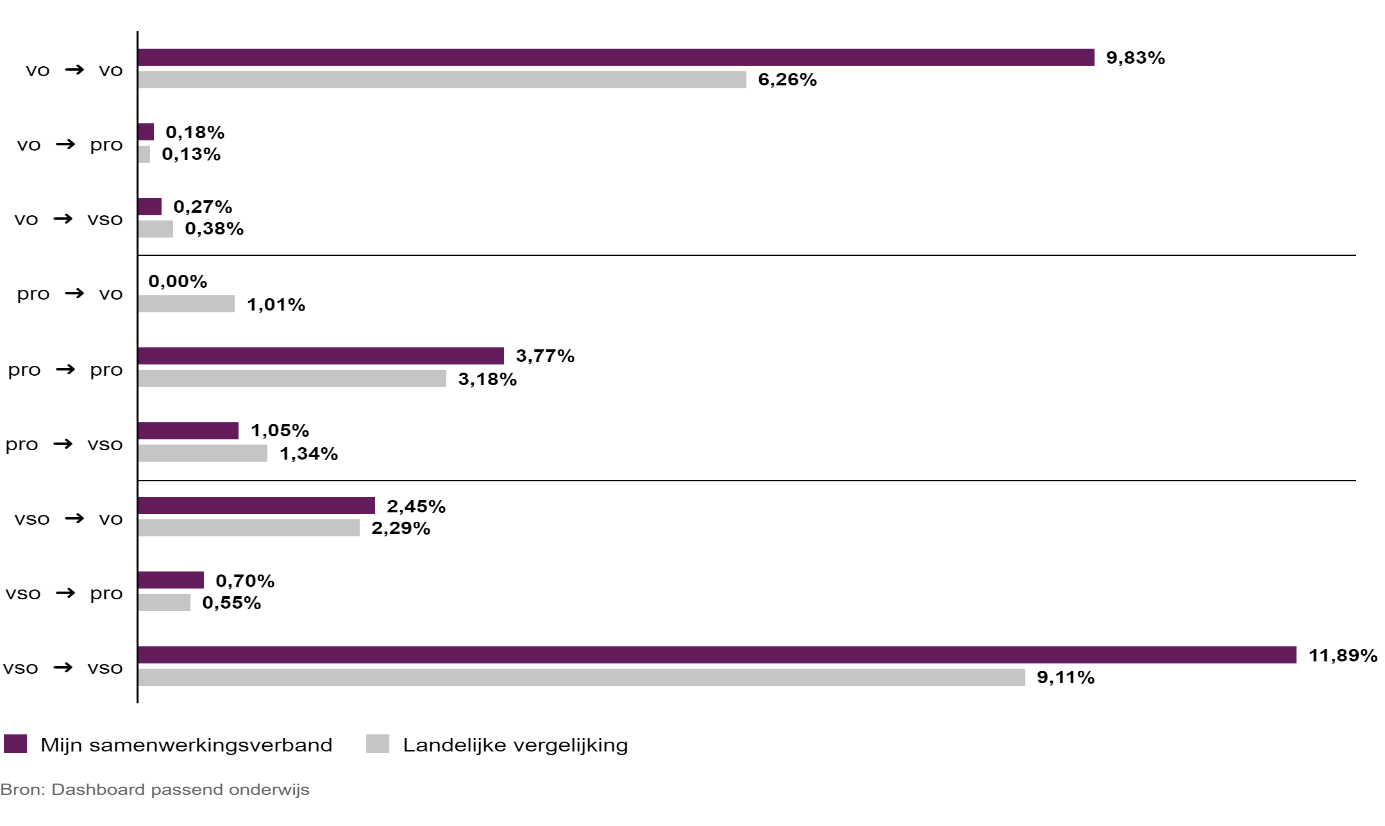 vo → vo 9,83%
6,26%
vo → pro 0,18%
0,13%
vo → vso 0,27%
0,38%
pro → vo 0,00%
1,01%
pro → pro 3,77%
3,18%
pro → vso 1,05%
1,34%
vso → vo 2,45%
2,29%
vso → pro 0,70%
0,55%
vso → vso 11,89%
9,11%
Mijn samenwerkingsverband Landelijke vergelijking
Bron: Dashboard passend onderwijs